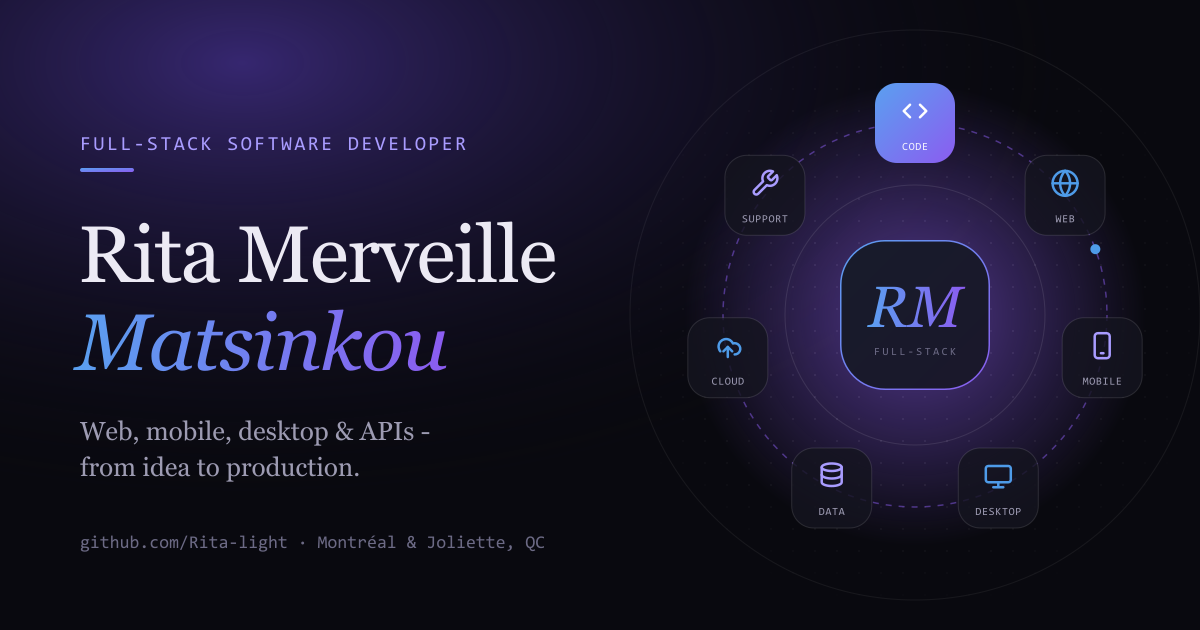 FULL-STACK SOFTWARE DEVELOPER
Rita Merveille
Matsinkou
Web, mobile, desktop & APIs -
from idea to production.
github.com/Rita-light · Montréal & Joliette, QC
CODE
SUPPORT
WEB
RM
FULL-STACK
CLOUD
MOBILE
DATA
DESKTOP